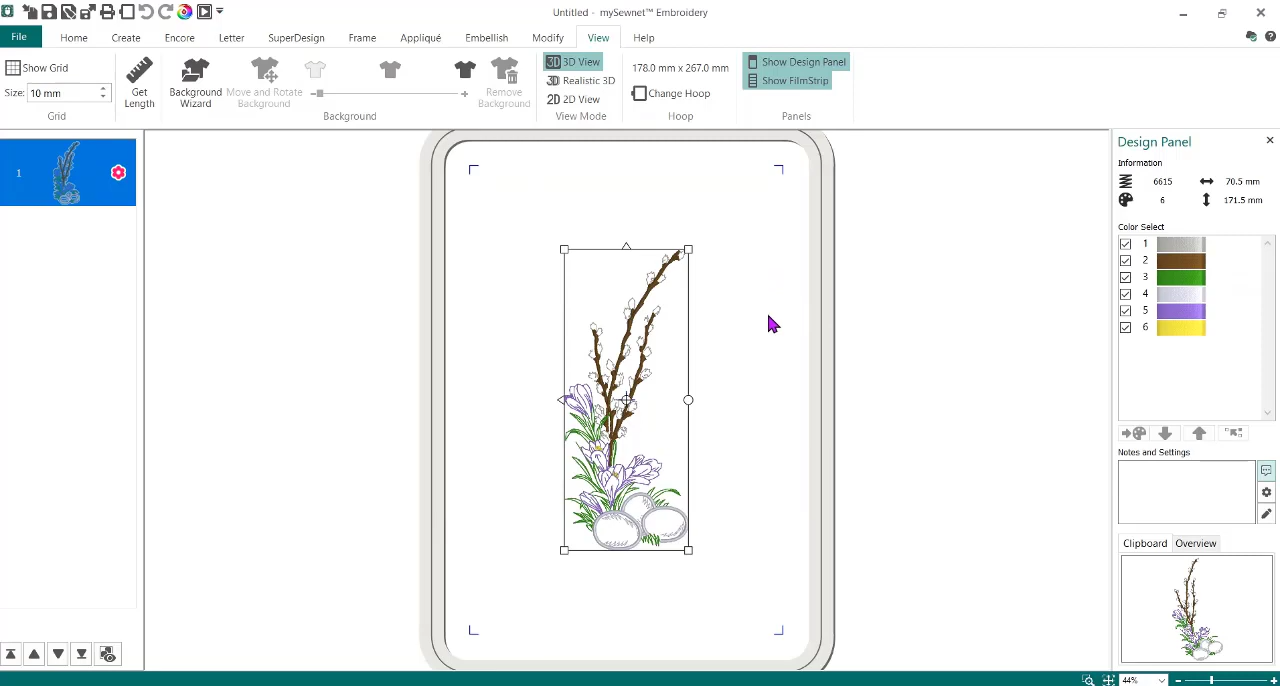 Untitled - mySewnet™ Embroidery
File Home Create Encore Letter SuperDesign Frame Appliqué Embellish Modify View Help
Show Grid
Size: 10 mm
Grid
Get Length
Background Wizard
Move and Rotate Background
Remove Background
Background
3D 3D View
3D Realistic 3D
2D 2D View
View Mode
178.0 mm x 267.0 mm
Change Hoop
Hoop
Show Design Panel
Show FilmStrip
Panels
1
Design Panel
Information
6615 70.5 mm
6 171.5 mm
Color Select
1
2
3
4
5
6
Notes and Settings
Clipboard Overview
44%